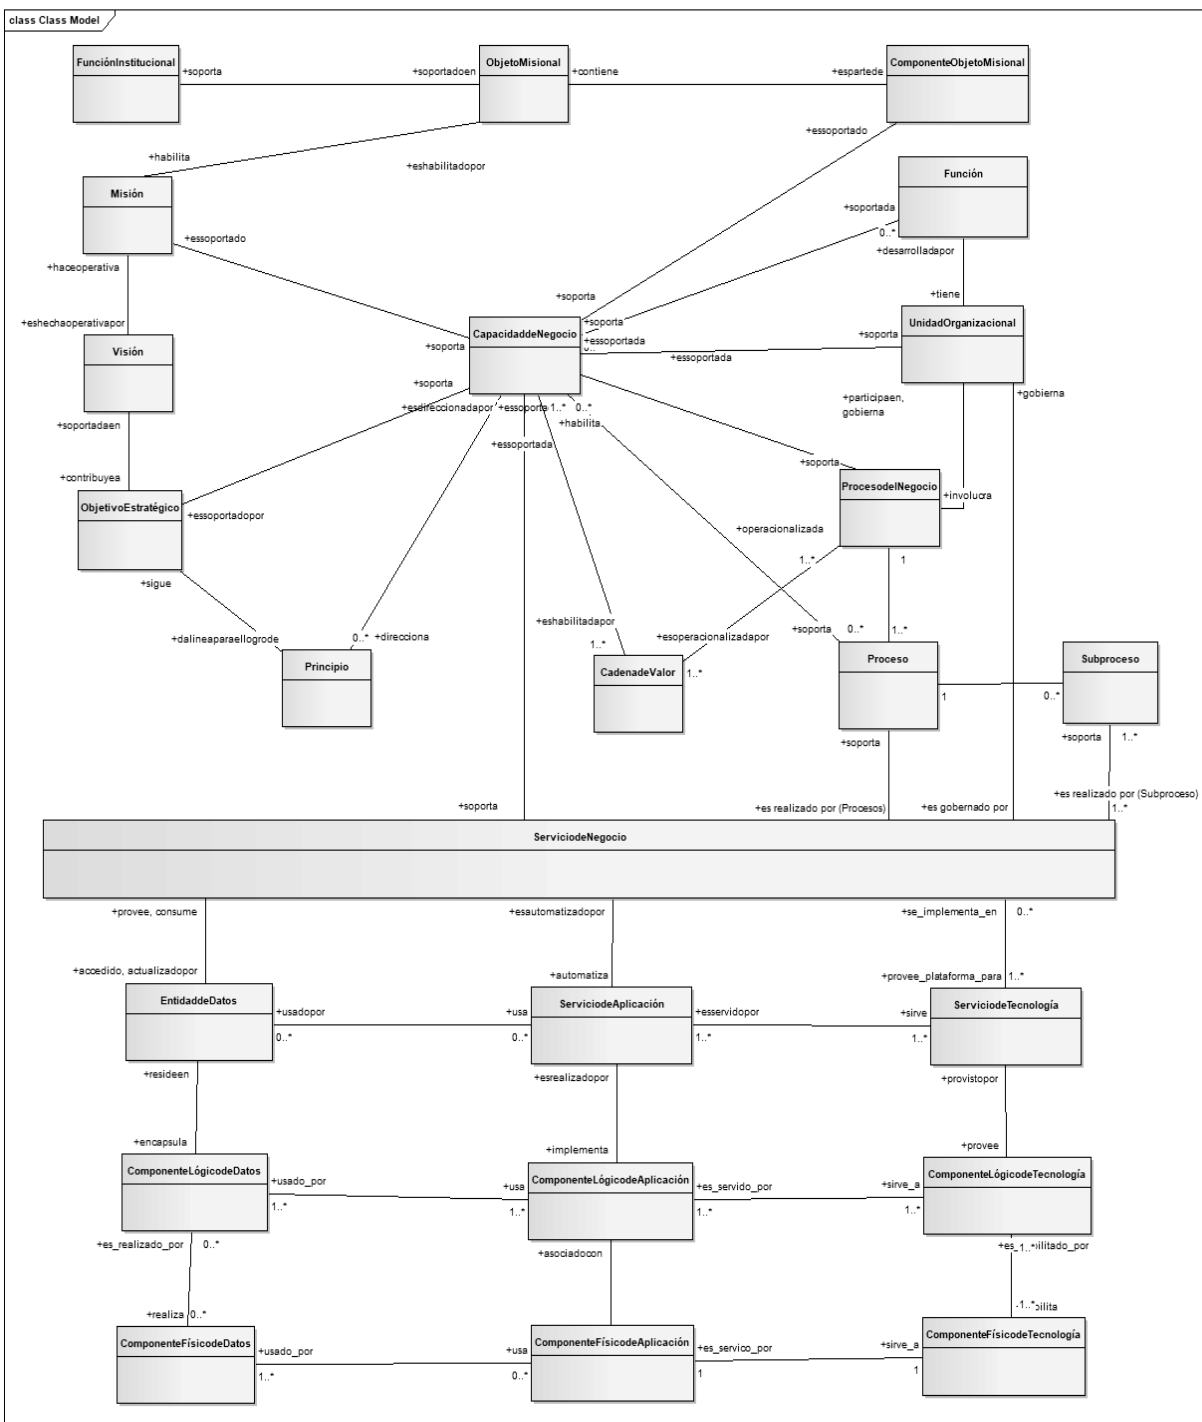 class Class Model
FunciónInstitucional
ObjetoMisional
ComponenteObjetoMisional
+soporta
+soportadoen
+contiene
+espartede
+essoportado
+habilita
+eshabilitadopor
Función
Misión
+soportada
0..*
+essoportado
+desarrolladapor
+haceoperativa
+tiene
+soporta
UnidadOrganizacional
+eshechaoperativapor
CapacidaddeNegocio
+soporta
+essoportada
+soporta
Visión
+soporta
+essoportada
+soporta
+participaen,
gobierna
+gobierna
+esdireccionadapor
+essoporta
1..*
0..*
+soportadaen
+habilita
+essoportada
+contribuyea
+soporta
ProcesodelNegocio
ObjetivoEstratégico
+essoportadopor
+involucra
+operacionalizada
1..*
1
+sigue
+eshabilitadapor
+soporta
0..*
1..*
+dalineaparaellogrode
0..*
+direcciona
1..*
+esoperacionalizadapor
Principio
CadenadeValor
1..*
Proceso
Subproceso
1
0..*
+soporta
+soporta
1..*
+es realizado por (Subproceso)
+soporta
+es realizado por (Procesos)
+es gobernado por
1..*
ServiciodeNegocio
+provee, consume
+esautomatizadopor
+se_implementa_en
0..*
+accedido, actualizadopor
+automatiza
+provee_plataforma_para
1..*
EntidaddeDatos
ServiciodeAplicación
ServiciodeTecnología
+usadopor
+usa
+esservidopor
+sirve
0..*
0..*
1..*
1..*
+resideen
+esrealizadopor
+provistopor
+encapsula
+implementa
+provee
ComponenteLógicodeDatos
ComponenteLógicodeAplicación
ComponenteLógicodeTecnología
+usado_por
+usa
+es_servido_por
+sirve_a
1..*
1..*
1..*
1..*
+es_realizado_por
0..*
+asociadocon
1..*
+realiza
0..*
1..*
ComponenteFísicodeDatos
ComponenteFísicodeAplicación
ComponenteFísicodeTecnología
+usado_por
+usa
+es_servico_por
+sirve_a
1..*
0..*
1
1